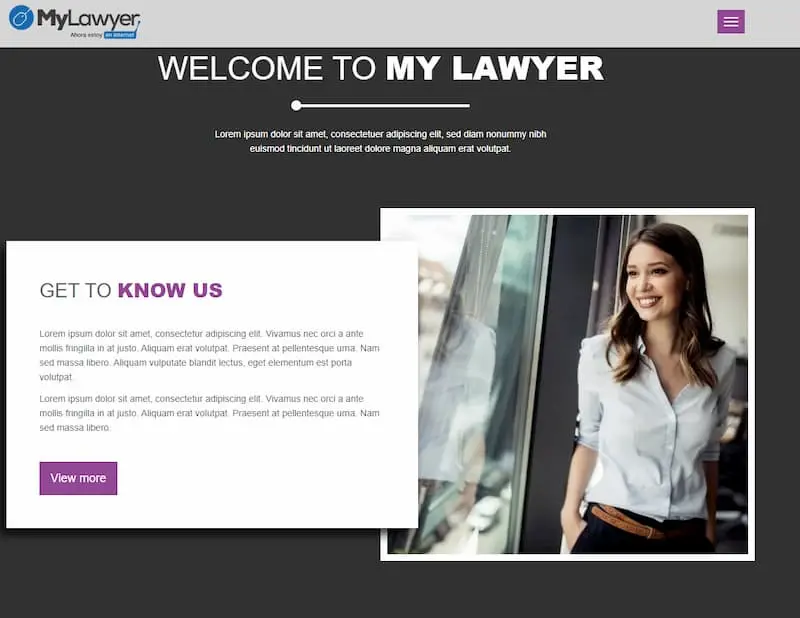 MyLawyer
Ahora estoy en internet
WELCOME TO MY LAWYER
Lorem ipsum dolor sit amet, consectetuer adipiscing elit, sed diam nonummy nibh
euismod tincidunt ut laoreet dolore magna aliquam erat volutpat.
GET TO KNOW US
Lorem ipsum dolor sit amet, consectetur adipiscing elit. Vivamus nec orci a ante
mollis fringilla in at justo. Aliquam erat volutpat. Praesent at pellentesque urna. Nam
sed massa libero. Aliquam vulputate blandit lectus, eget elementum est porta
volutpat.
Lorem ipsum dolor sit amet, consectetur adipiscing elit. Vivamus nec orci a ante
mollis fringilla in at justo. Aliquam erat volutpat. Praesent at pellentesque urna. Nam
sed massa libero.
View more